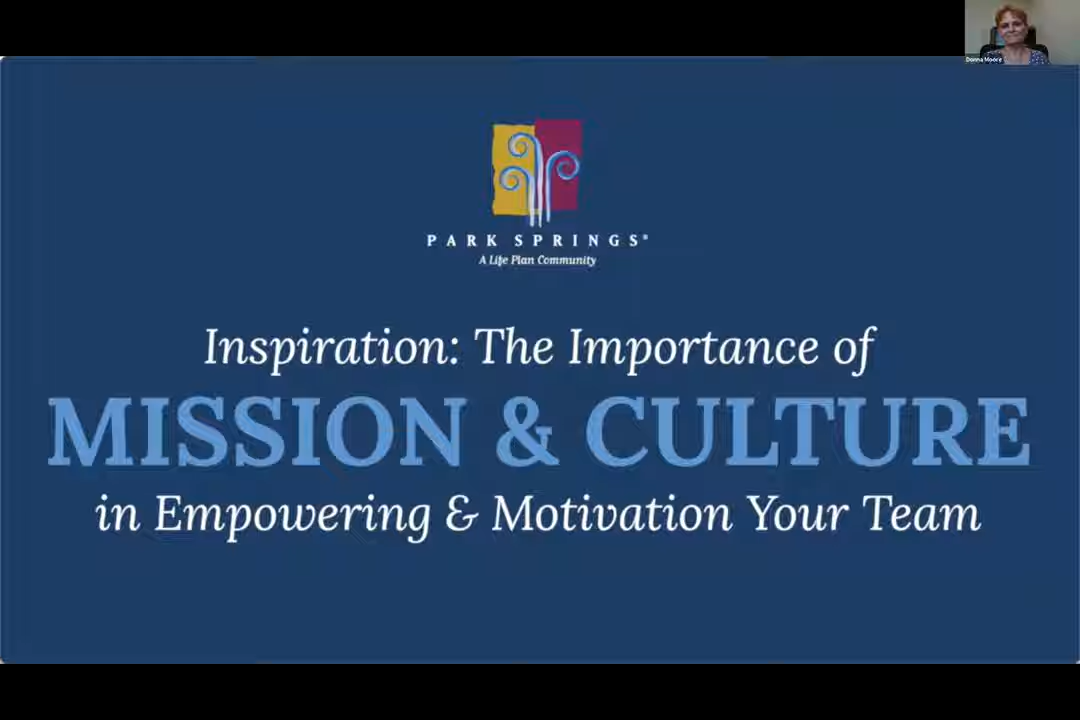 Donna Moore
PARK SPRINGS®
A Life Plan Community
Inspiration: The Importance of
MISSION & CULTURE
in Empowering & Motivation Your Team